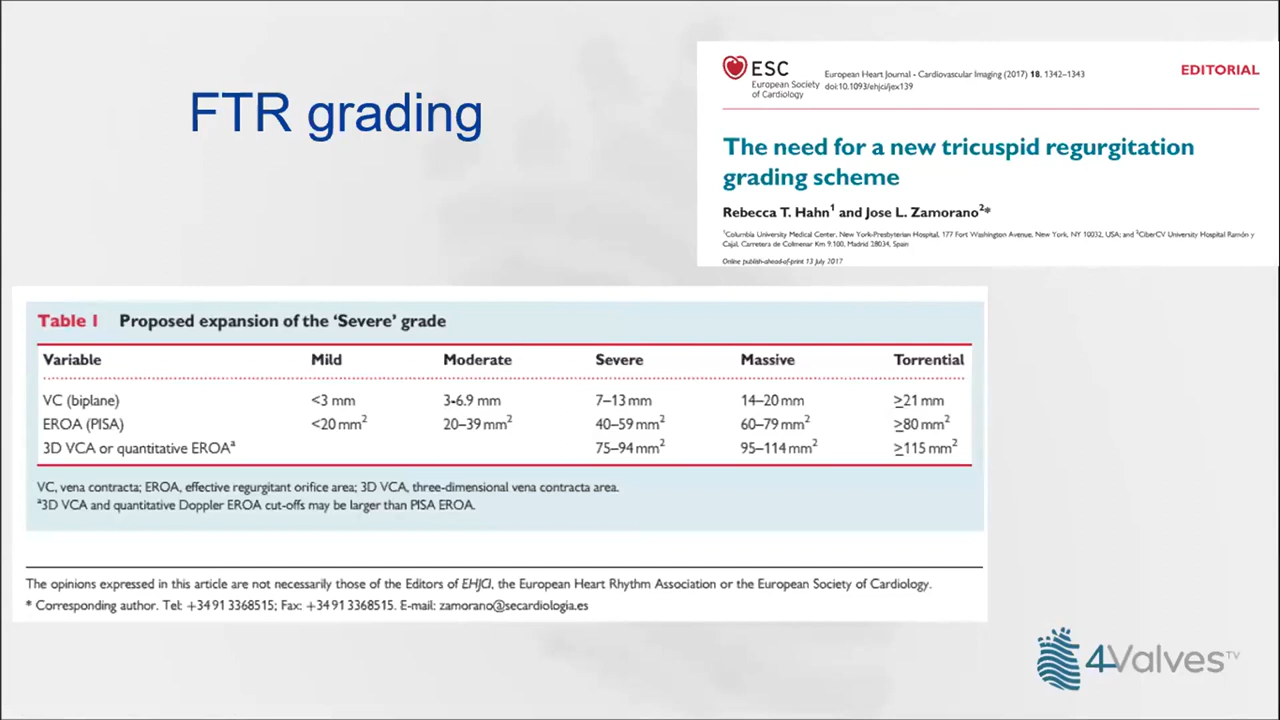 FTR grading
ESC
European Society
of Cardiology
European Heart Journal - Cardiovascular Imaging (2017) 18, 1342–1343
doi:10.1093/ehjci/jex139
EDITORIAL
The need for a new tricuspid regurgitation
grading scheme
Rebecca T. Hahn1 and Jose L. Zamorano2*
1Columbia University Medical Center, New York-Presbyterian Hospital, 177 Fort Washington Avenue, New York, NY 10032, USA; and 2CiberCV University Hospital Ramón y
Cajal, Carretera de Colmenar Km 9.100, Madrid 28034, Spain
Online publish-ahead-of-print 13 July 2017
Table 1 Proposed expansion of the ‘Severe’ grade
Variable Mild Moderate Severe Massive Torrential
VC (biplane) <3 mm 3-6.9 mm 7–13 mm 14–20 mm ≥21 mm
EROA (PISA) <20 mm² 20–39 mm² 40–59 mm² 60–79 mm² ≥80 mm²
3D VCA or quantitative EROAa 75–94 mm² 95–114 mm² ≥115 mm²
VC, vena contracta; EROA, effective regurgitant orifice area; 3D VCA, three-dimensional vena contracta area.
a3D VCA and quantitative Doppler EROA cut-offs may be larger than PISA EROA.
The opinions expressed in this article are not necessarily those of the Editors of EHJCI, the European Heart Rhythm Association or the European Society of Cardiology.
* Corresponding author. Tel: +34 91 3368515; Fax: +34 91 3368515. E-mail: zamorano@secardiologia.es
4Valves TV